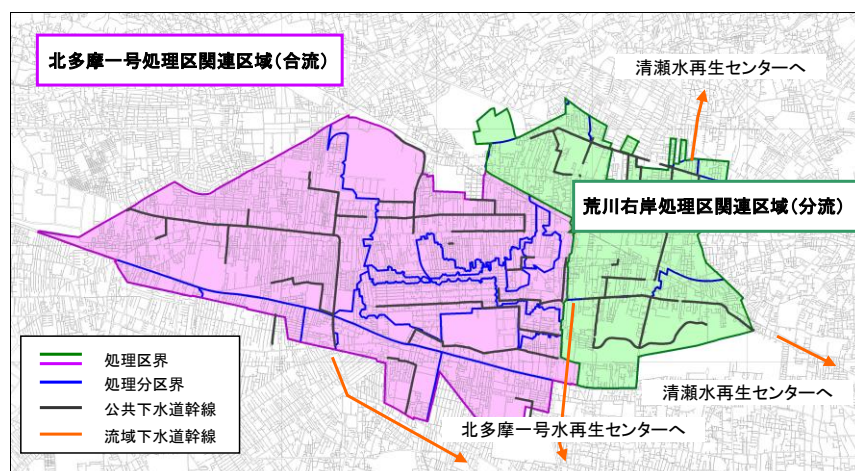 北多摩一号処理区関連区域(合流)
清瀬水再生センターへ
荒川右岸処理区関連区域(分流)
処理区界
処理分区界
公共下水道幹線
流域下水道幹線
清瀬水再生センターへ
北多摩一号水再生センターへ